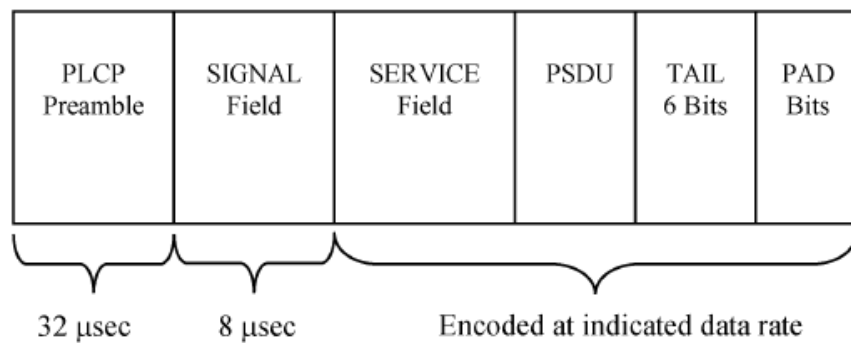 PLCP
Preamble
SIGNAL
Field
SERVICE
Field
PSDU
TAIL
6 Bits
PAD
Bits
32 μsec
8 μsec
Encoded at indicated data rate